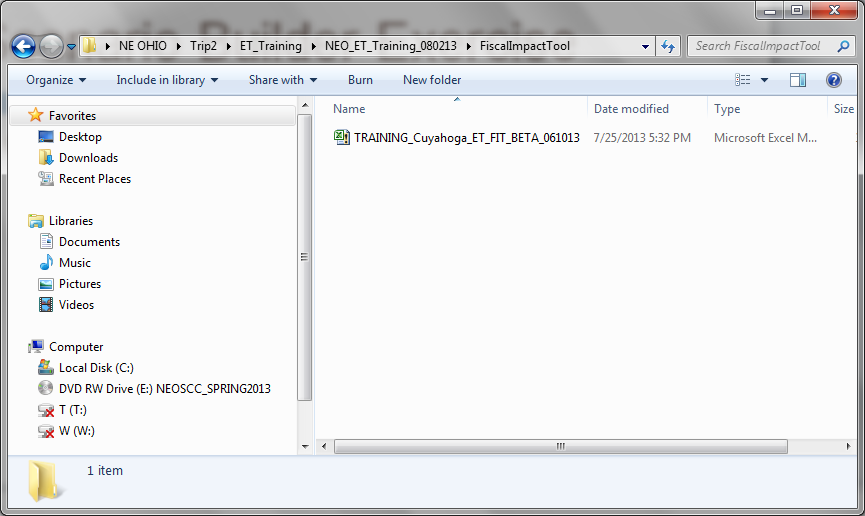 NE OHIO Trip2 ET_Training NEO_ET_Training_080213 FiscalImpactTool Search FiscalImpactTool
Organize Include in library Share with Burn New folder
Favorites
Desktop
Downloads
Recent Places
Libraries
Documents
Music
Pictures
Videos
Computer
Local Disk (C:)
DVD RW Drive (E:) NEOSCC_SPRING2013
T (T:)
W (W:)
Name Date modified Type Size
TRAINING_Cuyahoga_ET_FIT_BETA_061013 7/25/2013 5:32 PM Microsoft Excel M...
1 item